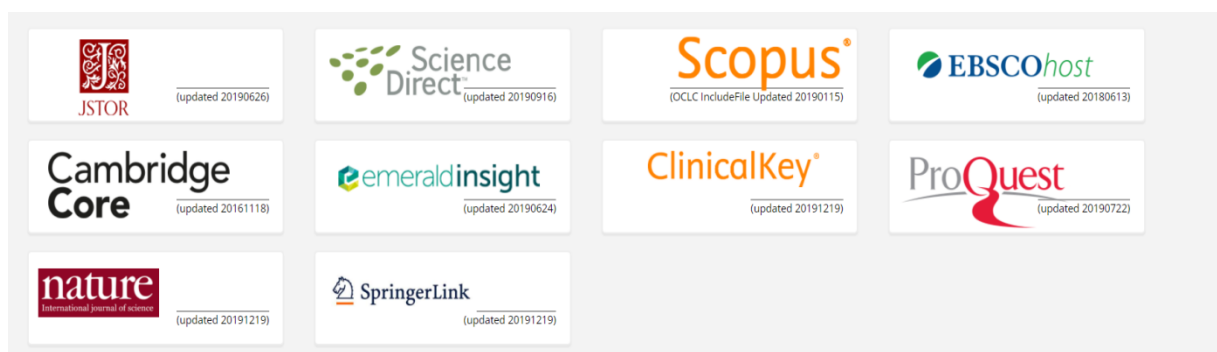 JSTOR
(updated 20190626)
Science
Direct™
(updated 20190916)
Scopus®
(OCLC IncludeFile Updated 20190115)
EBSCOhost
(updated 20180613)
Cambridge
Core
(updated 20161118)
emeraldinsight
(updated 20190624)
ClinicalKey®
(updated 20191219)
ProQuest
(updated 20190722)
nature
International journal of science
(updated 20191219)
SpringerLink
(updated 20191219)